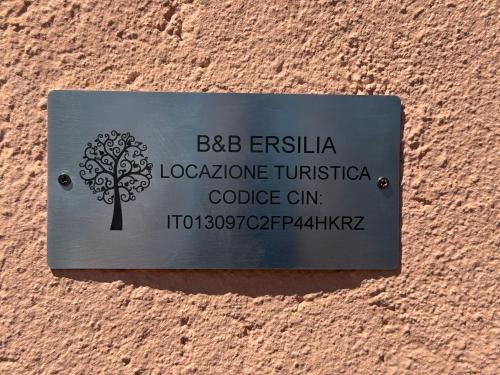 B&B ERSILIA
LOCAZIONE TURISTICA
CODICE CIN:
IT013097C2FP44HKRZ